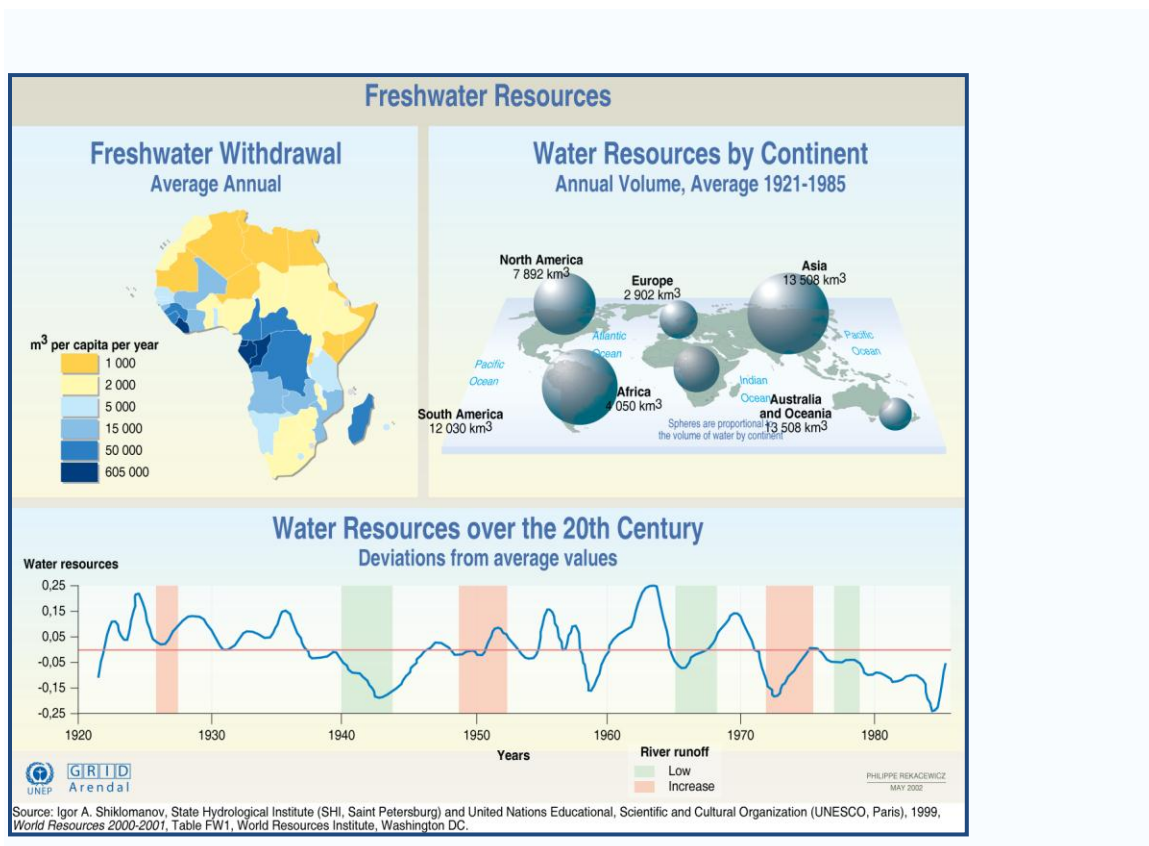 Freshwater Resources
Freshwater Withdrawal
Average Annual
m3 per capita per year
1 000
2 000
5 000
15 000
50 000
605 000
Water Resources by Continent
Annual Volume, Average 1921-1985
North America
7 892 km3
Europe
2 902 km3
Asia
13 508 km3
Atlantic
Ocean
Pacific
Ocean
Pacific
Ocean
Indian
Ocean
Africa
4 050 km3
South America
12 030 km3
Australia
and Oceania
13 508 km3
Spheres are proportional to
the volume of water by continent
Water Resources over the 20th Century
Deviations from average values
Water resources
0,25
0,15
0,05
-0,05
-0,15
-0,25
1920 1930 1940 1950 1960 1970 1980
Years
River runoff
Low
Increase
UNEP
GRID
Arendal
PHILIPPE REKACEWICZ
MAY 2002
Source: Igor A. Shiklomanov, State Hydrological Institute (SHI, Saint Petersburg) and United Nations Educational, Scientific and Cultural Organization (UNESCO, Paris), 1999,
World Resources 2000-2001, Table FW1, World Resources Institute, Washington DC.